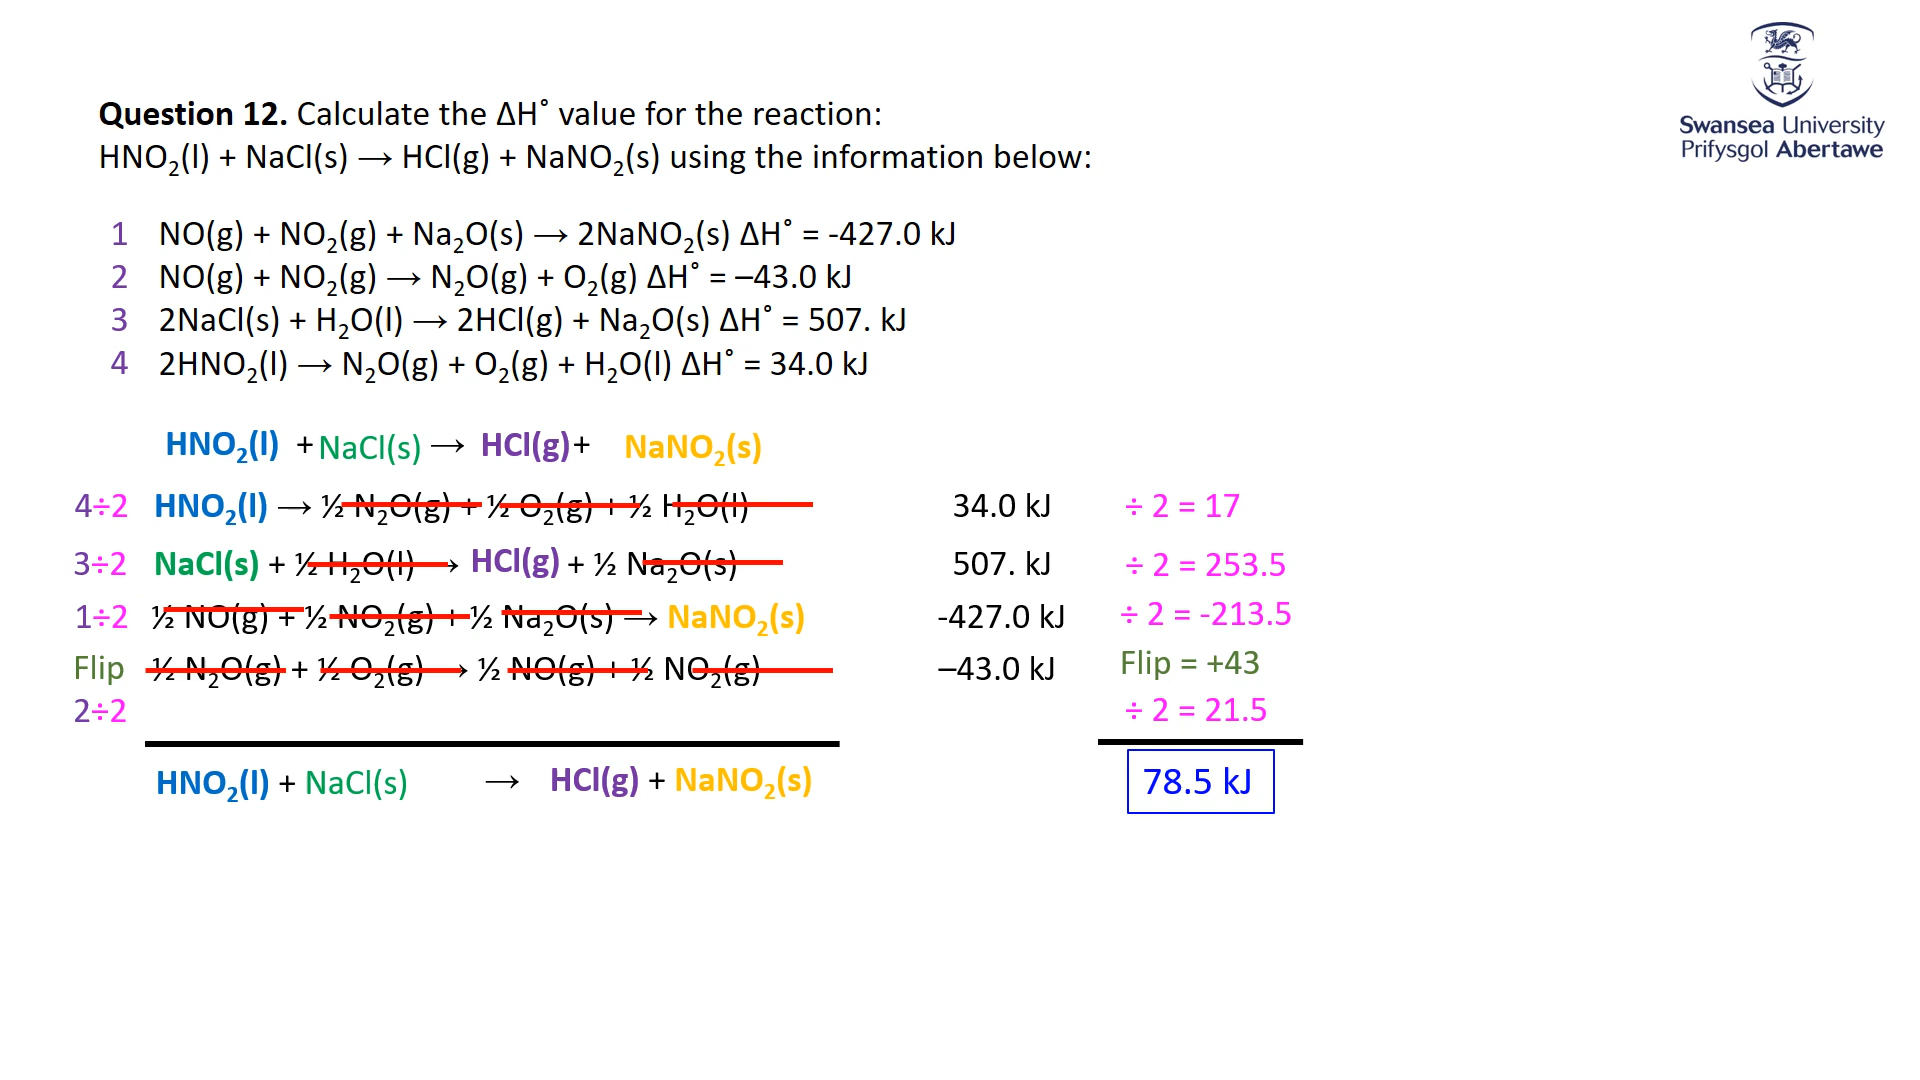 Swansea University
Prifysgol Abertawe
Question 12. Calculate the ΔH˚ value for the reaction:
HNO₂(l) + NaCl(s) → HCl(g) + NaNO₂(s) using the information below:
1 NO(g) + NO₂(g) + Na₂O(s) → 2NaNO₂(s) ΔH˚ = -427.0 kJ
2 NO(g) + NO₂(g) → N₂O(g) + O₂(g) ΔH˚ = –43.0 kJ
3 2NaCl(s) + H₂O(l) → 2HCl(g) + Na₂O(s) ΔH˚ = 507. kJ
4 2HNO₂(l) → N₂O(g) + O₂(g) + H₂O(l) ΔH˚ = 34.0 kJ
HNO₂(l) + NaCl(s) → HCl(g) + NaNO₂(s)
4÷2 HNO₂(l) → ½ N₂O(g) + ½ O₂(g) + ½ H₂O(l) 34.0 kJ ÷ 2 = 17
3÷2 NaCl(s) + ½ H₂O(l) → HCl(g) + ½ Na₂O(s) 507. kJ ÷ 2 = 253.5
1÷2 ½ NO(g) + ½ NO₂(g) + ½ Na₂O(s) → NaNO₂(s) -427.0 kJ ÷ 2 = -213.5
Flip ½ N₂O(g) + ½ O₂(g) → ½ NO(g) + ½ NO₂(g) –43.0 kJ Flip = +43
2÷2 ÷ 2 = 21.5
HNO₂(l) + NaCl(s) → HCl(g) + NaNO₂(s) 78.5 kJ